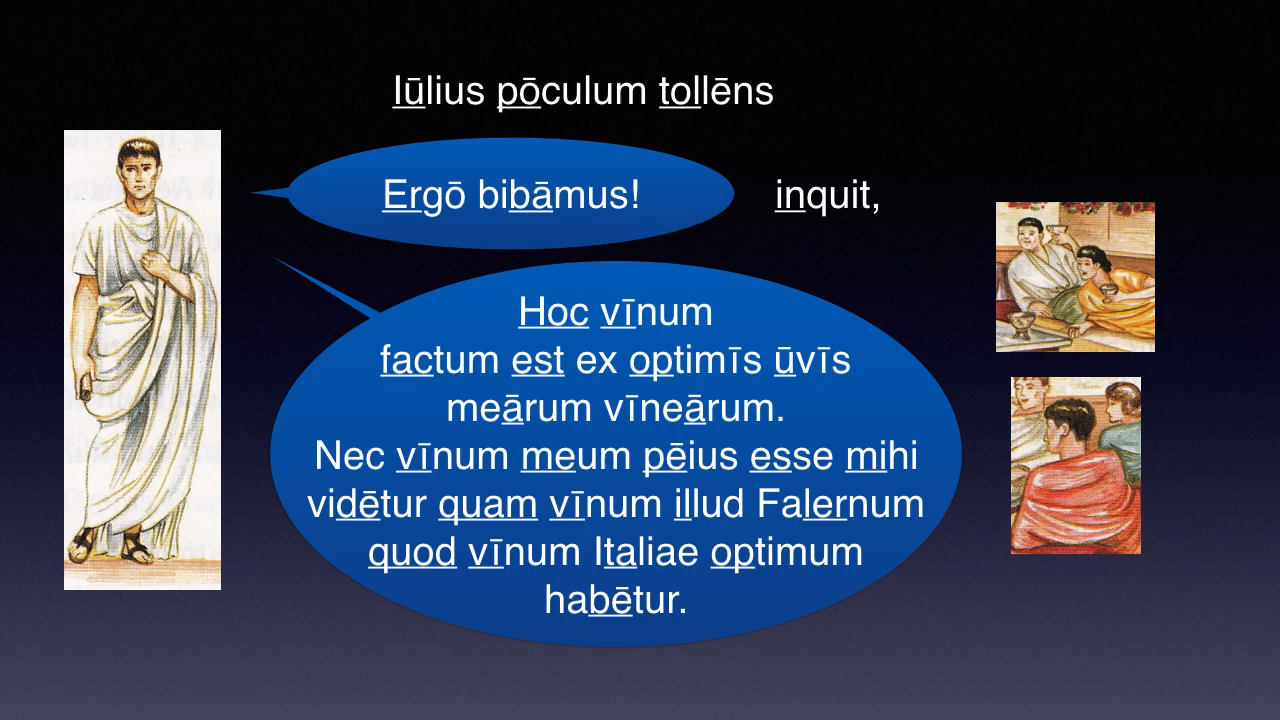 Iūlius pōculum tollēns
Ergō bibāmus! inquit,
Hoc vīnum
factum est ex optimīs ūvīs
meārum vīneārum.
Nec vīnum meum pēius esse mihi
vidētur quam vīnum illud Falernum
quod vīnum Italiae optimum
habētur.